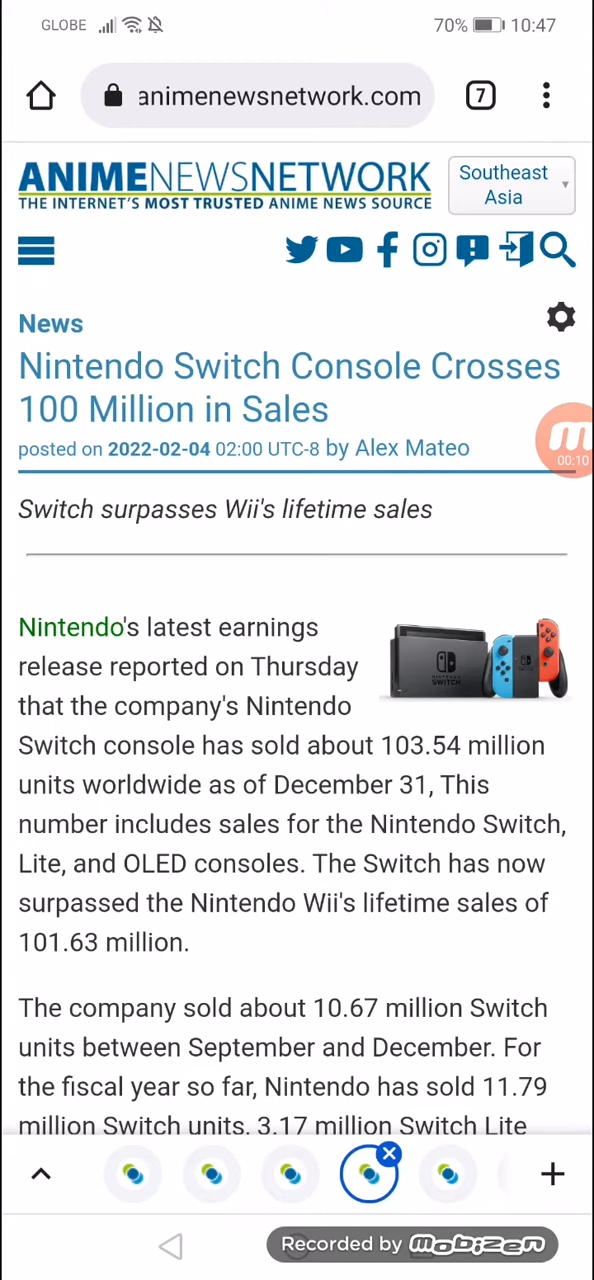 GLOBE 70% 10:47
animenewsnetwork.com 7
ANIMENEWSNETWORK
THE INTERNET'S MOST TRUSTED ANIME NEWS SOURCE
Southeast
Asia
News
Nintendo Switch Console Crosses
100 Million in Sales
posted on 2022-02-04 02:00 UTC-8 by Alex Mateo
00:10
Switch surpasses Wii's lifetime sales
Nintendo's latest earnings
release reported on Thursday
that the company's Nintendo
NINTENDO
SWITCH
Switch console has sold about 103.54 million
units worldwide as of December 31, This
number includes sales for the Nintendo Switch,
Lite, and OLED consoles. The Switch has now
surpassed the Nintendo Wii's lifetime sales of
101.63 million.
The company sold about 10.67 million Switch
units between September and December. For
the fiscal year so far, Nintendo has sold 11.79
million Switch units, 3.17 million Switch Lite
Recorded by mobizen